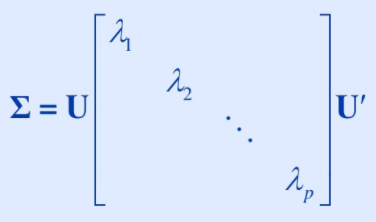 Σ = U [ λ₁
λ₂
⋱
λₚ ] U′